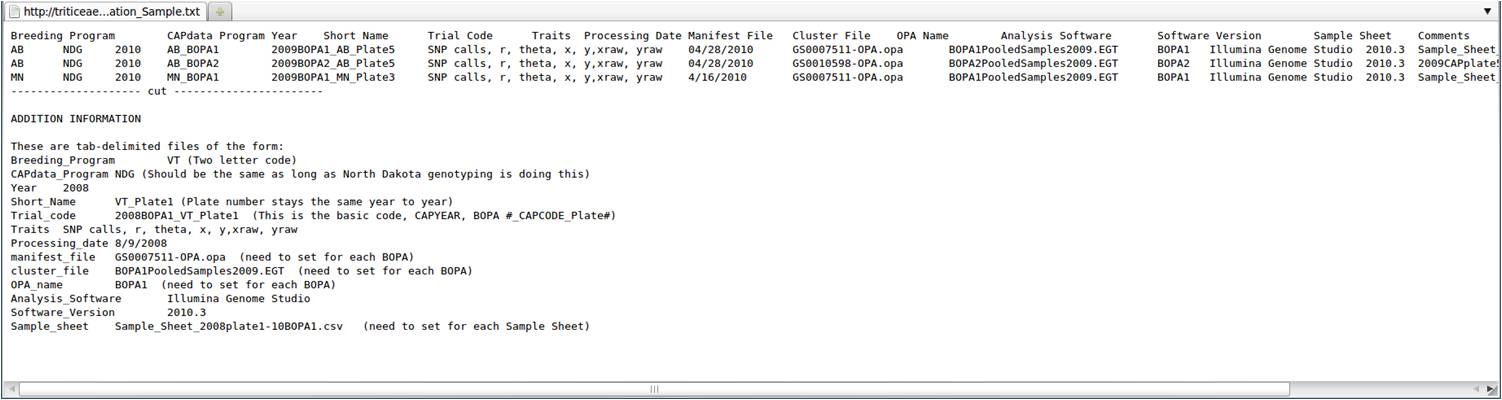 http://triticeae...ation_Sample.txt
Breeding Program CAPdata Program Year Short Name Trial Code Traits Processing Date Manifest File Cluster File OPA Name Analysis Software Software Version Sample Sheet Comments
AB NDG 2010 AB_BOPA1 2009BOPA1_AB_Plate5 SNP calls, r, theta, x, y,xraw, yraw 04/28/2010 GS0007511-OPA.opa BOPA1PooledSamples2009.EGT BOPA1 Illumina Genome Studio 2010.3 Sample_Sheet_
AB NDG 2010 AB_BOPA2 2009BOPA2_AB_Plate5 SNP calls, r, theta, x, y,xraw, yraw 04/28/2010 GS0010598-OPA.opa BOPA2PooledSamples2009.EGT BOPA2 Illumina Genome Studio 2010.3 2009CAPplate5
MN NDG 2010 MN_BOPA1 2009BOPA1_MN_Plate3 SNP calls, r, theta, x, y,xraw, yraw 4/16/2010 GS0007511-OPA.opa BOPA1PooledSamples2009.EGT BOPA1 Illumina Genome Studio 2010.3 Sample_Sheet_
-------------------- cut -----------------------
ADDITION INFORMATION
These are tab-delimited files of the form:
Breeding_Program VT (Two letter code)
CAPdata_Program NDG (Should be the same as long as North Dakota genotyping is doing this)
Year 2008
Short_Name VT_Plate1 (Plate number stays the same year to year)
Trial_code 2008BOPA1_VT_Plate1 (This is the basic code, CAPYEAR, BOPA #_CAPCODE_Plate#)
Traits SNP calls, r, theta, x, y,xraw, yraw
Processing_date 8/9/2008
manifest_file GS0007511-OPA.opa (need to set for each BOPA)
cluster_file BOPA1PooledSamples2009.EGT (need to set for each BOPA)
OPA_name BOPA1 (need to set for each BOPA)
Analysis_Software Illumina Genome Studio
Software_Version 2010.3
Sample_sheet Sample_Sheet_2008plate1-10BOPA1.csv (need to set for each Sample Sheet)